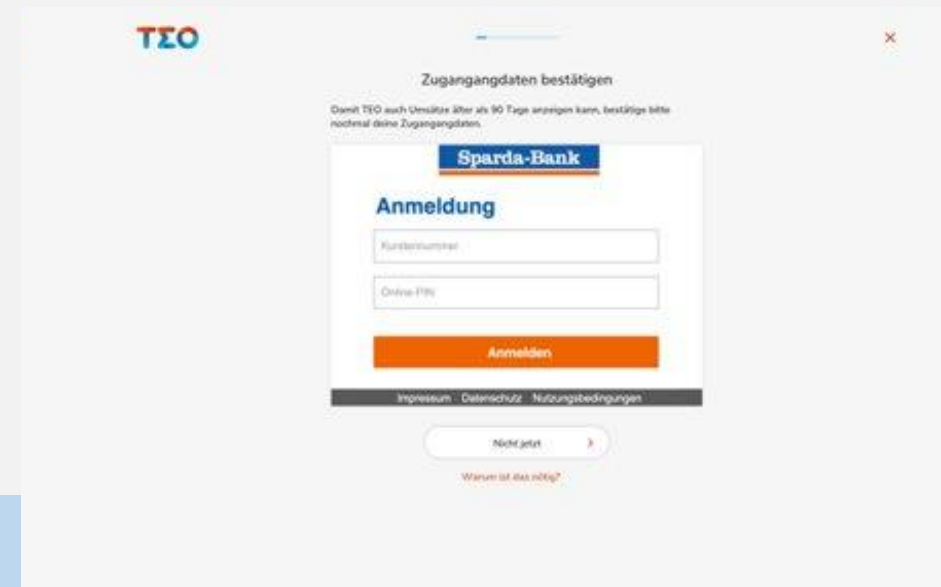 TΣO
×
Zugangangdaten bestätigen
Damit TEO auch Umsätze älter als 90 Tage anzeigen kann, bestätige bitte
nochmal deine Zugangangdaten.
Sparda-Bank
Anmeldung
Kundennummer
Online-PIN
Anmelden
Impressum Datenschutz Nutzungsbedingungen
Nicht jetzt >
Warum ist das nötig?